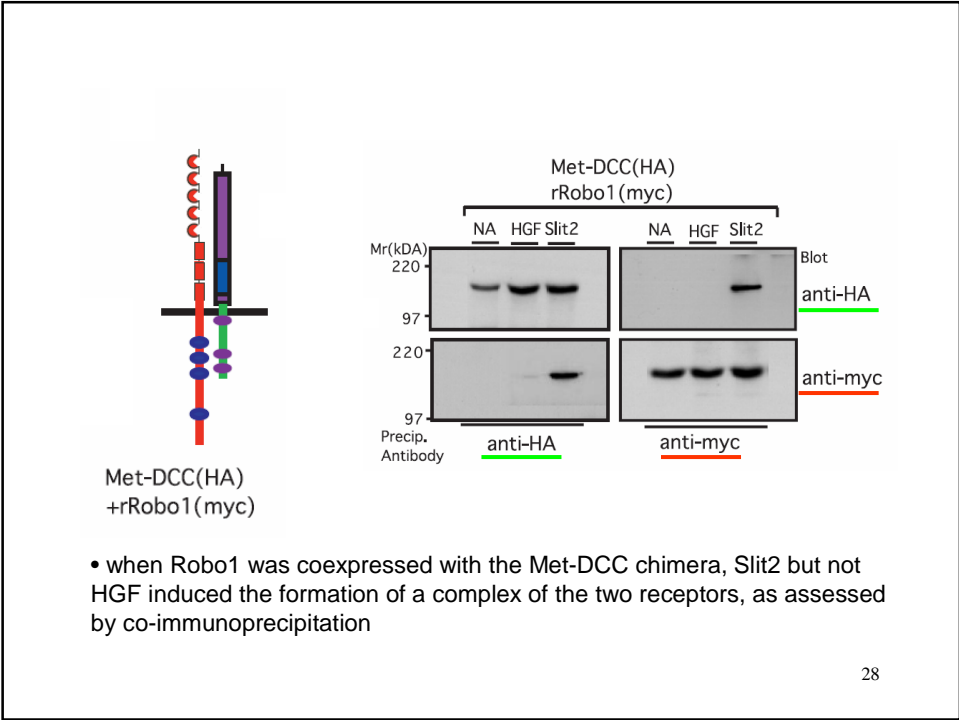 Met-DCC(HA)
rRobo1(myc)
NA HGF Slit2
NA HGF Slit2
Mr(kDA)
220
97
Blot
anti-HA
220
97
anti-myc
Precip.
Antibody
anti-HA
anti-myc
Met-DCC(HA)
+rRobo1(myc)
• when Robo1 was coexpressed with the Met-DCC chimera, Slit2 but not
HGF induced the formation of a complex of the two receptors, as assessed
by co-immunoprecipitation
28